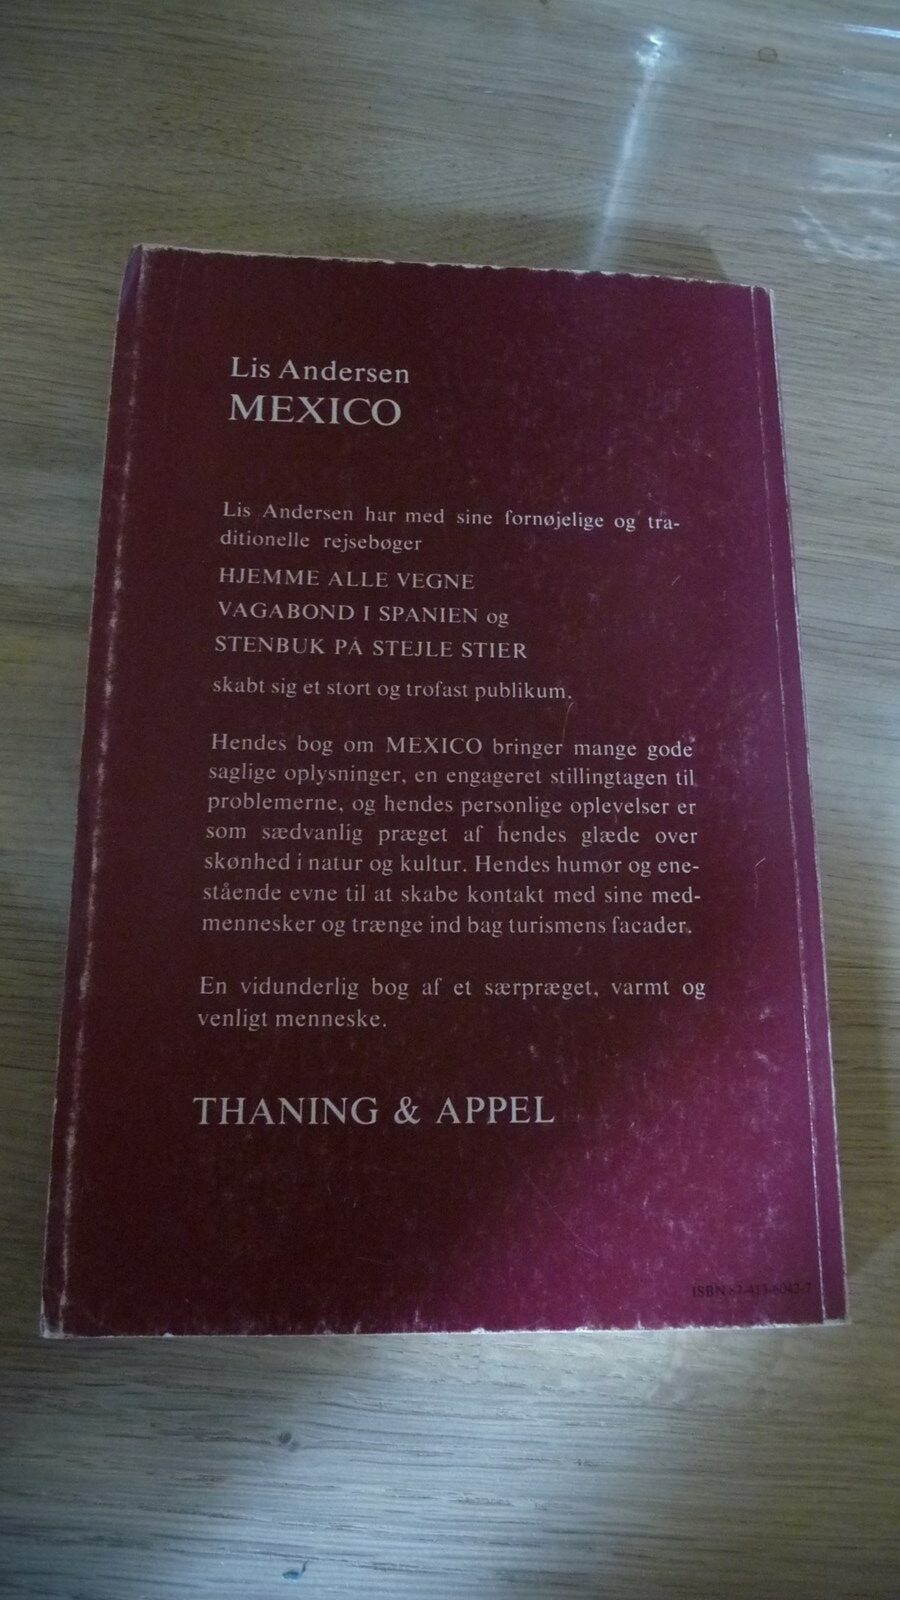 Lis Andersen
MEXICO
Lis Andersen har med sine fornøjelige og tra-
ditionelle rejsebøger
HJEMME ALLE VEGNE
VAGABOND I SPANIEN og
STENBUK PÅ STEJLE STIER
skabt sig et stort og trofast publikum.
Hendes bog om MEXICO bringer mange gode
saglige oplysninger, en engageret stillingtagen til
problemerne, og hendes personlige oplevelser er
som sædvanlig præget af hendes glæde over
skønhed i natur og kultur. Hendes humør og ene-
stående evne til at skabe kontakt med sine med-
mennesker og trænge ind bag turismens facader.
En vidunderlig bog af et særpræget, varmt og
venligt menneske.
THANING & APPEL
ISBN